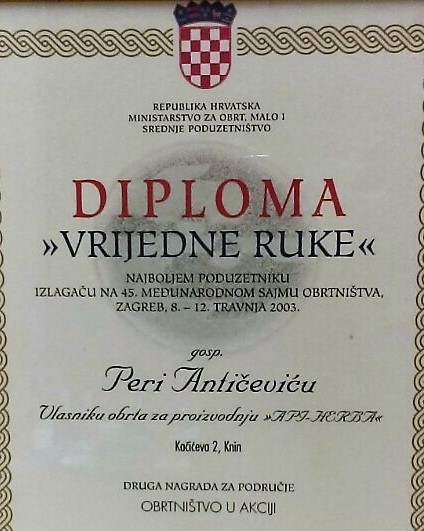 REPUBLIKA HRVATSKA
MINISTARSTVO ZA OBRT, MALO I
SREDNJE PODUZETNIŠTVO
DIPLOMA
»VRIJEDNE RUKE«
NAJBOLJEM PODUZETNIKU
IZLAGAČU NA 45. MEĐUNARODNOM SAJMU OBRTNIŠTVA,
ZAGREB, 8. – 12. TRAVNJA 2003.
gosp.
Peri Antičeviću
Vlasniku obrta za proizvodnju »API-HERBA«
Kačićeva 2, Knin
DRUGA NAGRADA ZA PODRUČJE
OBRTNIŠTVO U AKCIJI